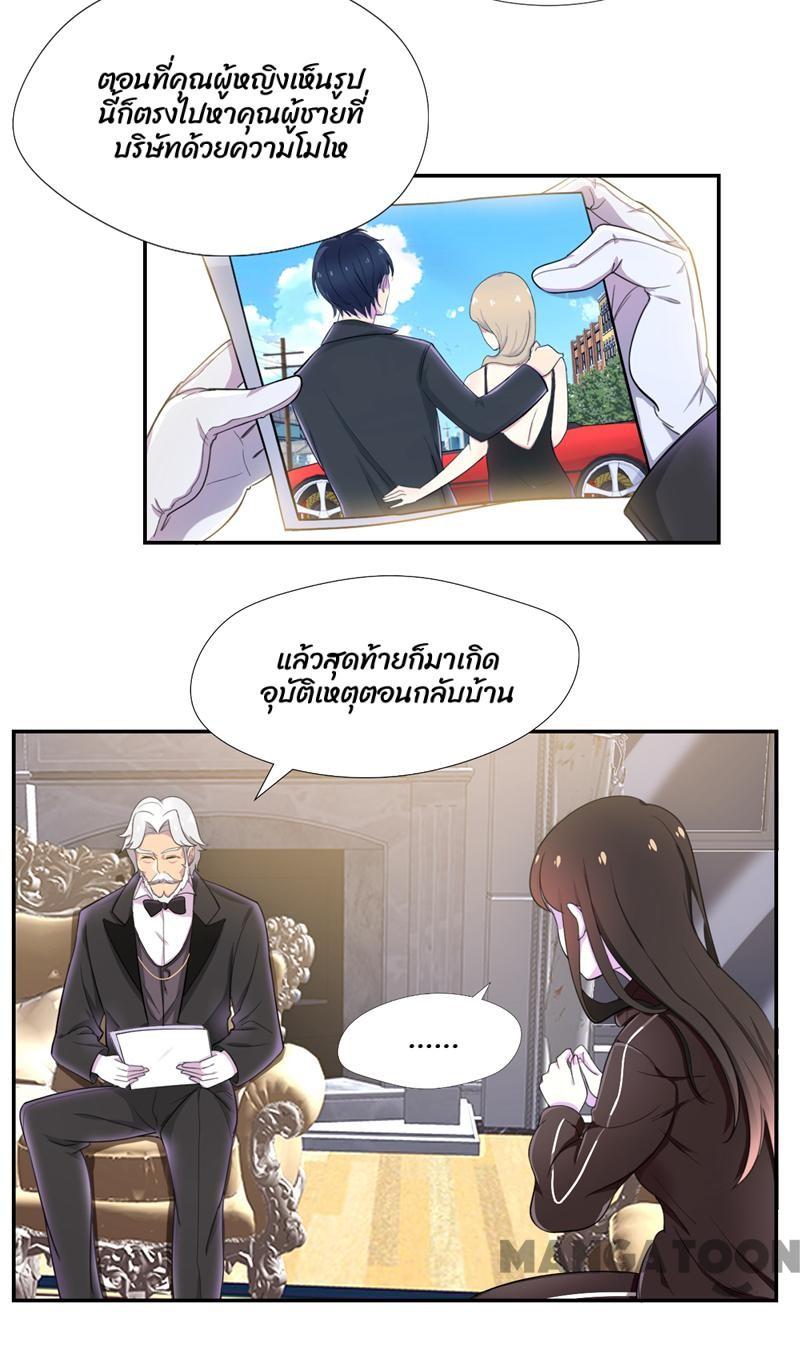 ตอนที่คุณผู้หญิงเห็นรูป
นี้ก็ตรงไปหาคุณผู้ชายที่
บริษัทด้วยความโมโห
แล้วสุดท้ายก็มาเกิด
อุบัติเหตุตอนกลับบ้าน
......
MANGATOON